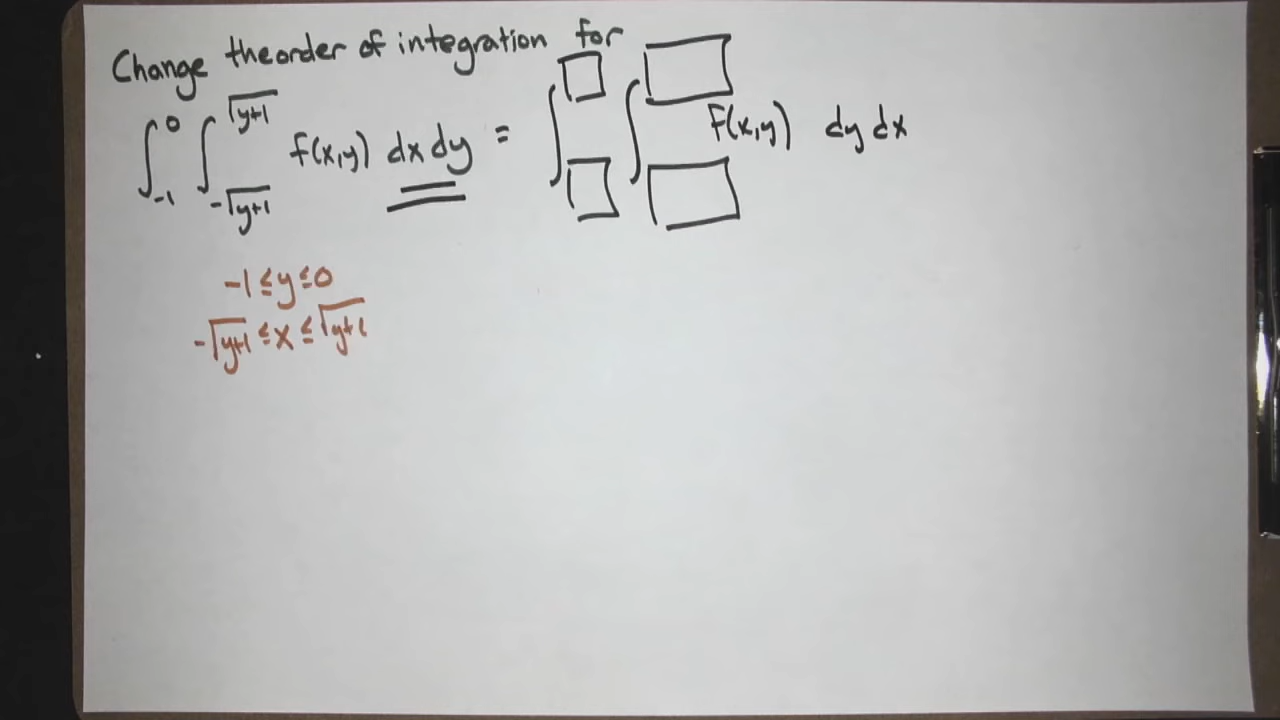 Change the order of integration for
∫_{-1}^{0} ∫_{-√(y+1)}^{√(y+1)} f(x,y) dx dy = ∫_{□}^{□} ∫_{□}^{□} f(x,y) dy dx
-1 ≤ y ≤ 0
-√(y+1) ≤ x ≤ √(y+1)